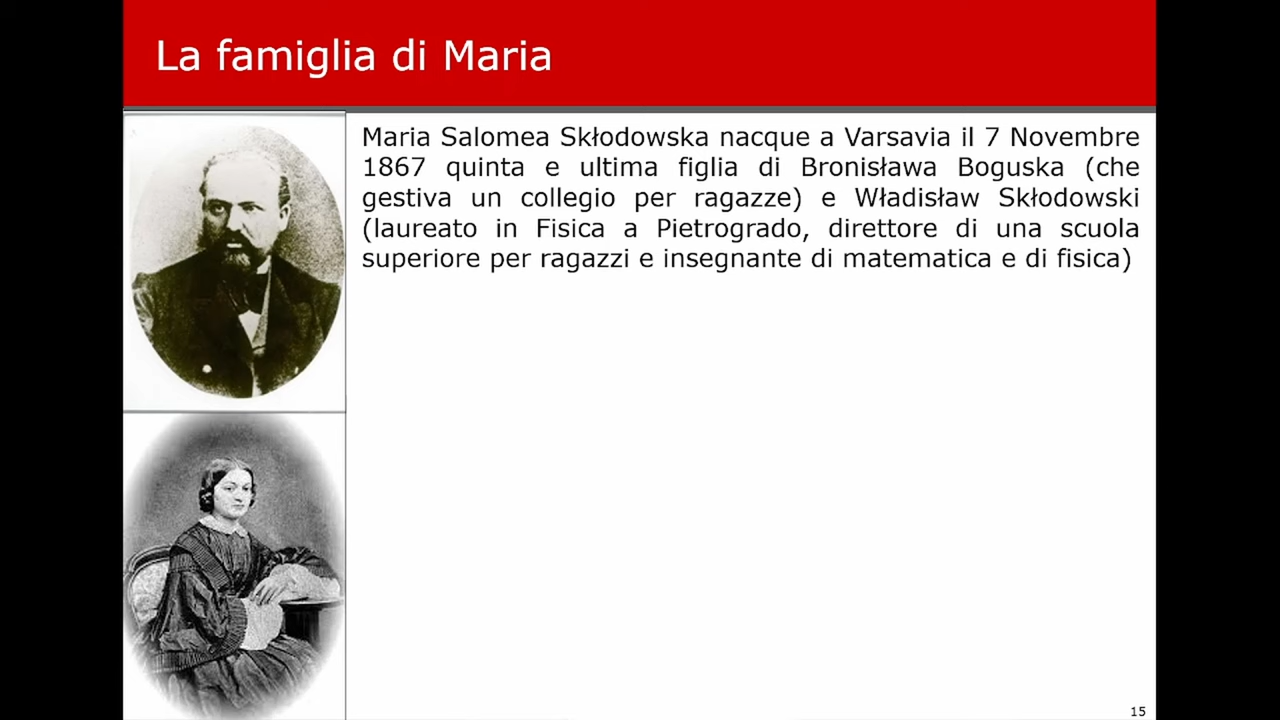 La famiglia di Maria
Maria Salomea Skłodowska nacque a Varsavia il 7 Novembre
1867 quinta e ultima figlia di Bronisława Boguska (che
gestiva un collegio per ragazze) e Władisław Skłodowski
(laureato in Fisica a Pietrogrado, direttore di una scuola
superiore per ragazzi e insegnante di matematica e di fisica)
15